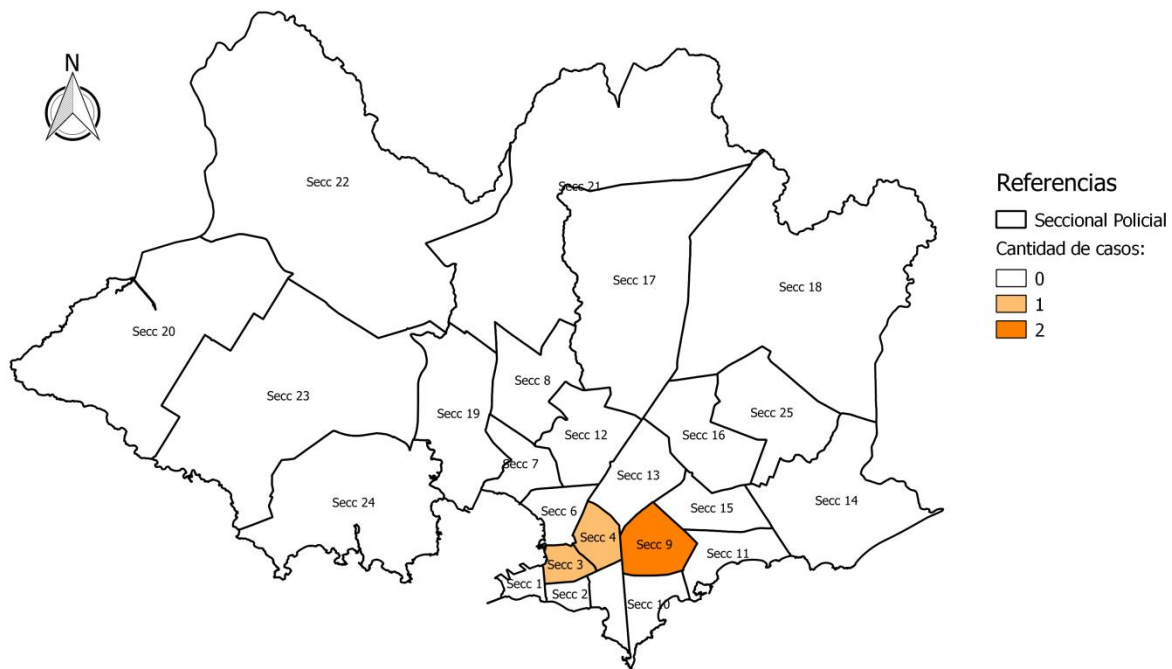 N
Secc 22
Secc 21
Secc 17
Secc 18
Secc 20
Secc 23
Secc 8
Secc 19
Secc 25
Secc 12
Secc 16
Secc 7
Secc 13
Secc 24
Secc 14
Secc 15
Secc 6
Secc 4
Secc 9
Secc 11
Secc 3
Secc 1
Secc 2
Secc 10
Referencias
Seccional Policial
Cantidad de casos:
0
1
2